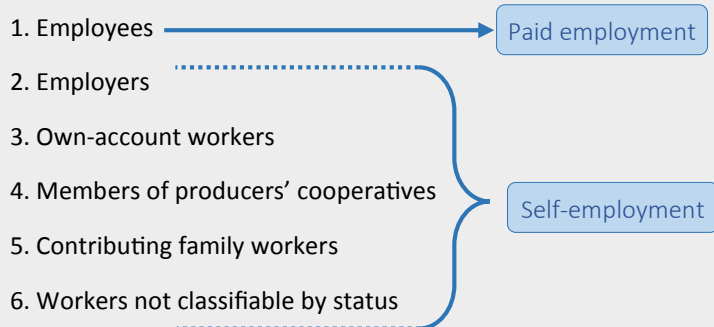 1. Employees
Paid employment
2. Employers
3. Own-account workers
4. Members of producers’ cooperatives
Self-employment
5. Contributing family workers
6. Workers not classifiable by status